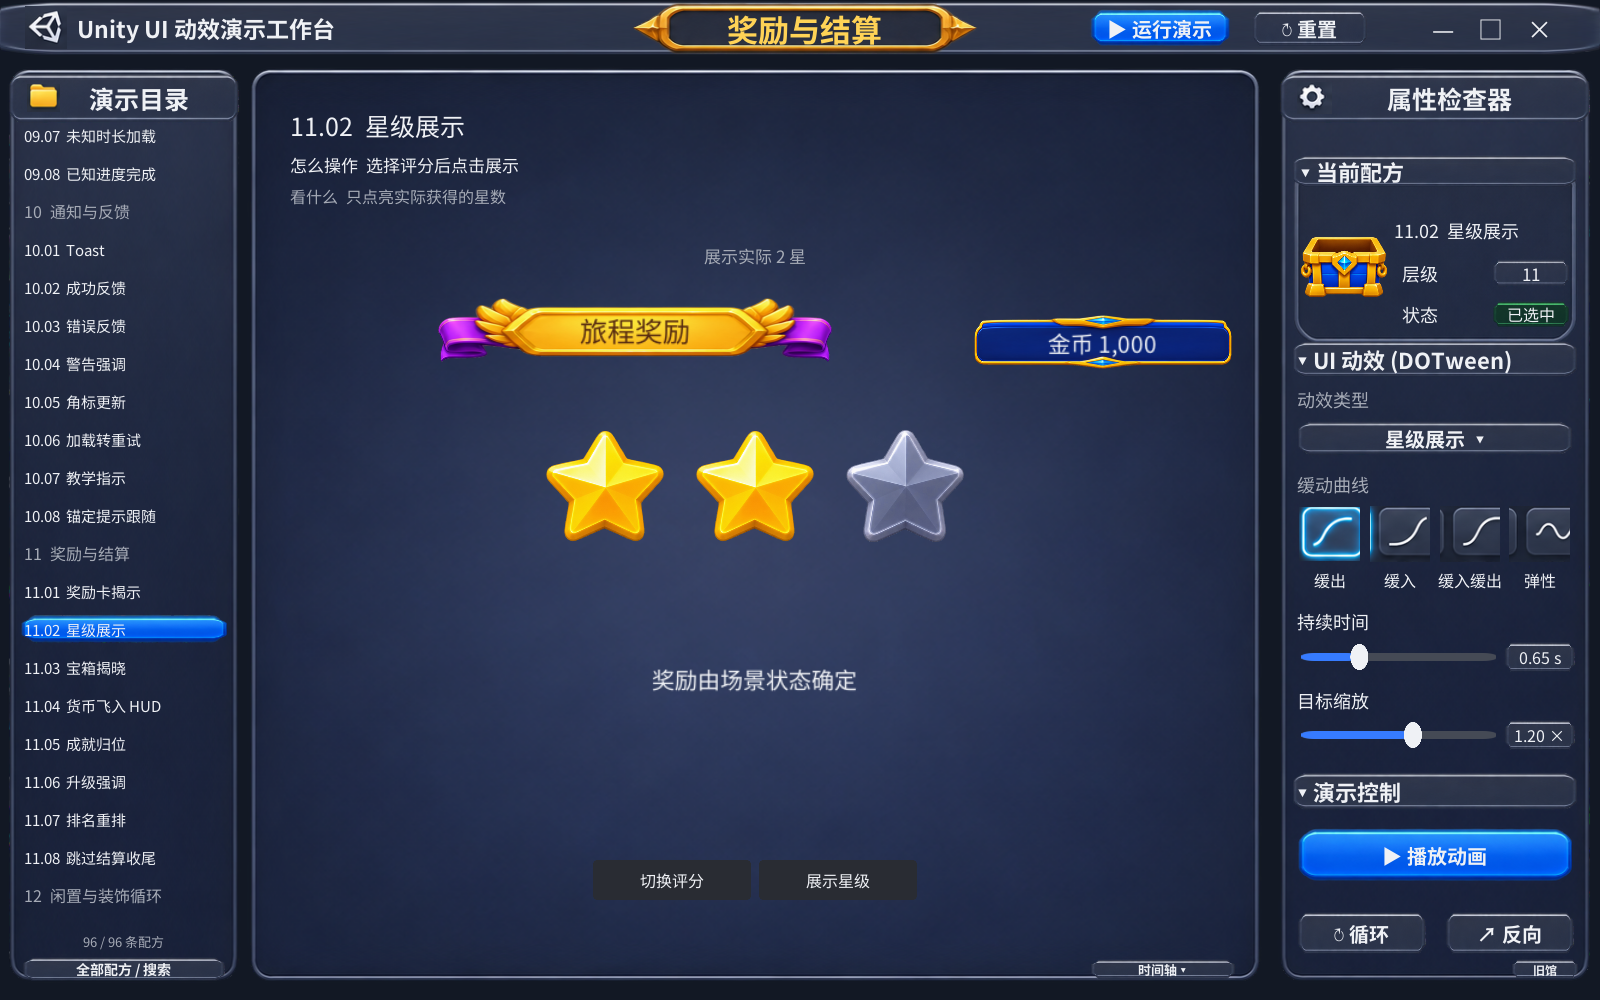 Unity UI 动效演示工作台
奖励与结算
运行演示
重置
演示目录
09.07 未知时长加载
09.08 已知进度完成
10 通知与反馈
10.01 Toast
10.02 成功反馈
10.03 错误反馈
10.04 警告强调
10.05 角标更新
10.06 加载转重试
10.07 教学指示
10.08 锚定提示跟随
11 奖励与结算
11.01 奖励卡揭示
11.02 星级展示
11.03 宝箱揭晓
11.04 货币飞入 HUD
11.05 成就归位
11.06 升级强调
11.07 排名重排
11.08 跳过结算收尾
12 闲置与装饰循环
96 / 96 条配方
全部配方 / 搜索
11.02 星级展示
怎么操作 选择评分后点击展示
看什么 只点亮实际获得的星数
展示实际 2 星
旅程奖励
金币 1,000
奖励由场景状态确定
切换评分
展示星级
时间轴
属性检查器
当前配方
11.02 星级展示
层级
11
状态
已选中
UI 动效 (DOTween)
动效类型
星级展示
缓动曲线
缓出
缓入
缓入缓出
弹性
持续时间
0.65 s
目标缩放
1.20 ×
演示控制
播放动画
循环
反向
旧馆